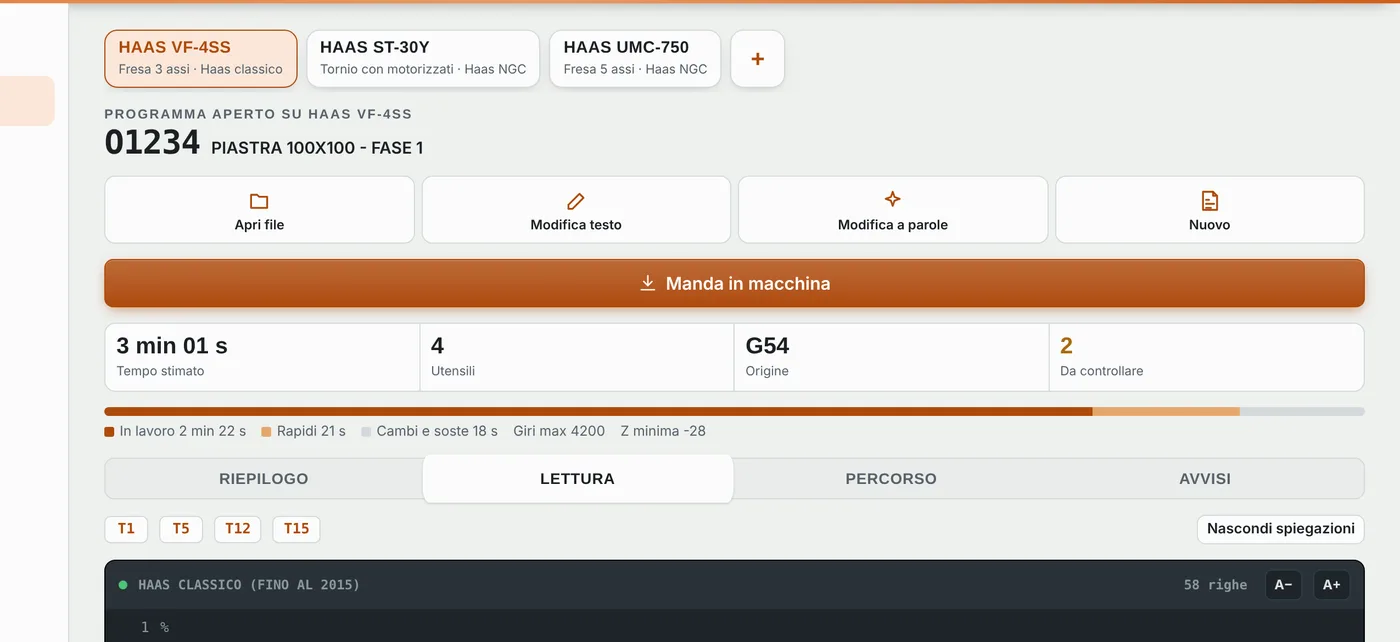 HAAS VF-4SS
Fresa 3 assi · Haas classico
HAAS ST-30Y
Tornio con motorizzati · Haas NGC
HAAS UMC-750
Fresa 5 assi · Haas NGC
+
PROGRAMMA APERTO SU HAAS VF-4SS
O1234 PIASTRA 100X100 - FASE 1
Apri file
Modifica testo
Modifica a parole
Nuovo
Manda in macchina
3 min 01 s
Tempo stimato
4
Utensili
G54
Origine
2
Da controllare
In lavoro 2 min 22 s Rapidi 21 s Cambi e soste 18 s Giri max 4200 Z minima -28
RIEPILOGO LETTURA PERCORSO AVVISI
T1 T5 T12 T15 Nascondi spiegazioni
HAAS CLASSICO (FINO AL 2015) 58 righe A− A+
1 %